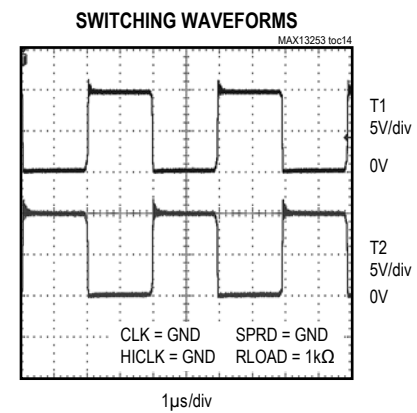 SWITCHING WAVEFORMS
MAX13253 toc14
T1
5V/div
0V
T2
5V/div
0V
CLK = GND SPRD = GND
HICLK = GND RLOAD = 1kΩ
1µs/div